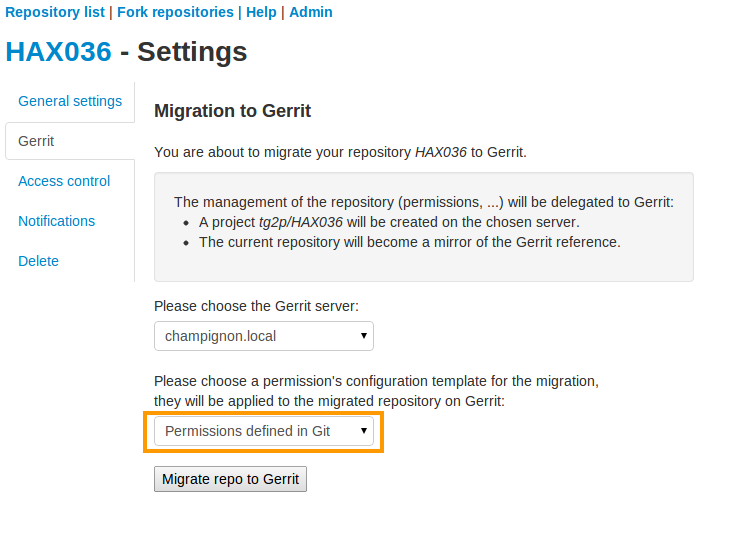 Repository list | Fork repositories | Help | Admin
HAX036 - Settings
General settings
Gerrit
Access control
Notifications
Delete
Migration to Gerrit
You are about to migrate your repository HAX036 to Gerrit.
The management of the repository (permissions, ...) will be delegated to Gerrit:
• A project tg2p/HAX036 will be created on the chosen server.
• The current repository will become a mirror of the Gerrit reference.
Please choose the Gerrit server:
champignon.local
Please choose a permission's configuration template for the migration,
they will be applied to the migrated repository on Gerrit:
Permissions defined in Git
Migrate repo to Gerrit